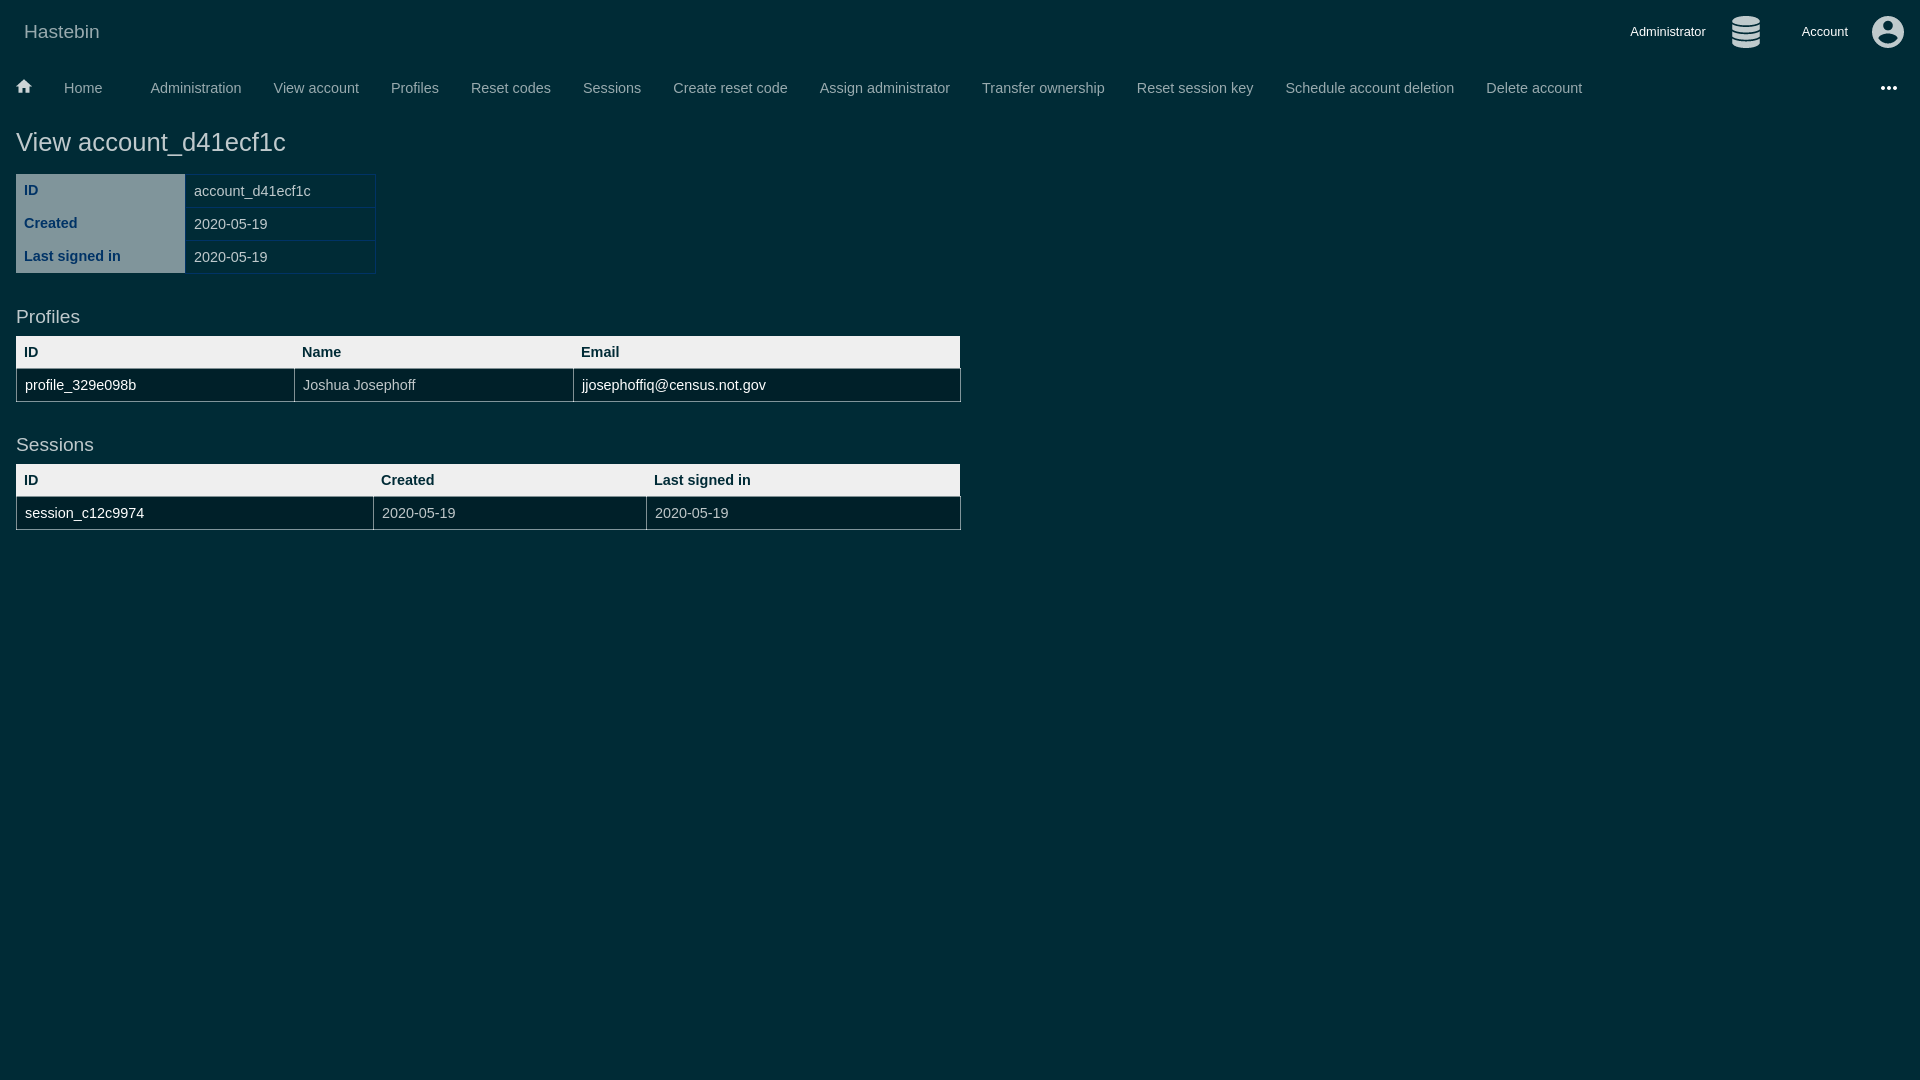 Hastebin
Administrator
Account
Home
Administration
View account
Profiles
Reset codes
Sessions
Create reset code
Assign administrator
Transfer ownership
Reset session key
Schedule account deletion
Delete account
View account_d41ecf1c
ID account_d41ecf1c
Created 2020-05-19
Last signed in 2020-05-19
Profiles
ID Name Email
profile_329e098b Joshua Josephoff jjosephoffiq@census.not.gov
Sessions
ID Created Last signed in
session_c12c9974 2020-05-19 2020-05-19